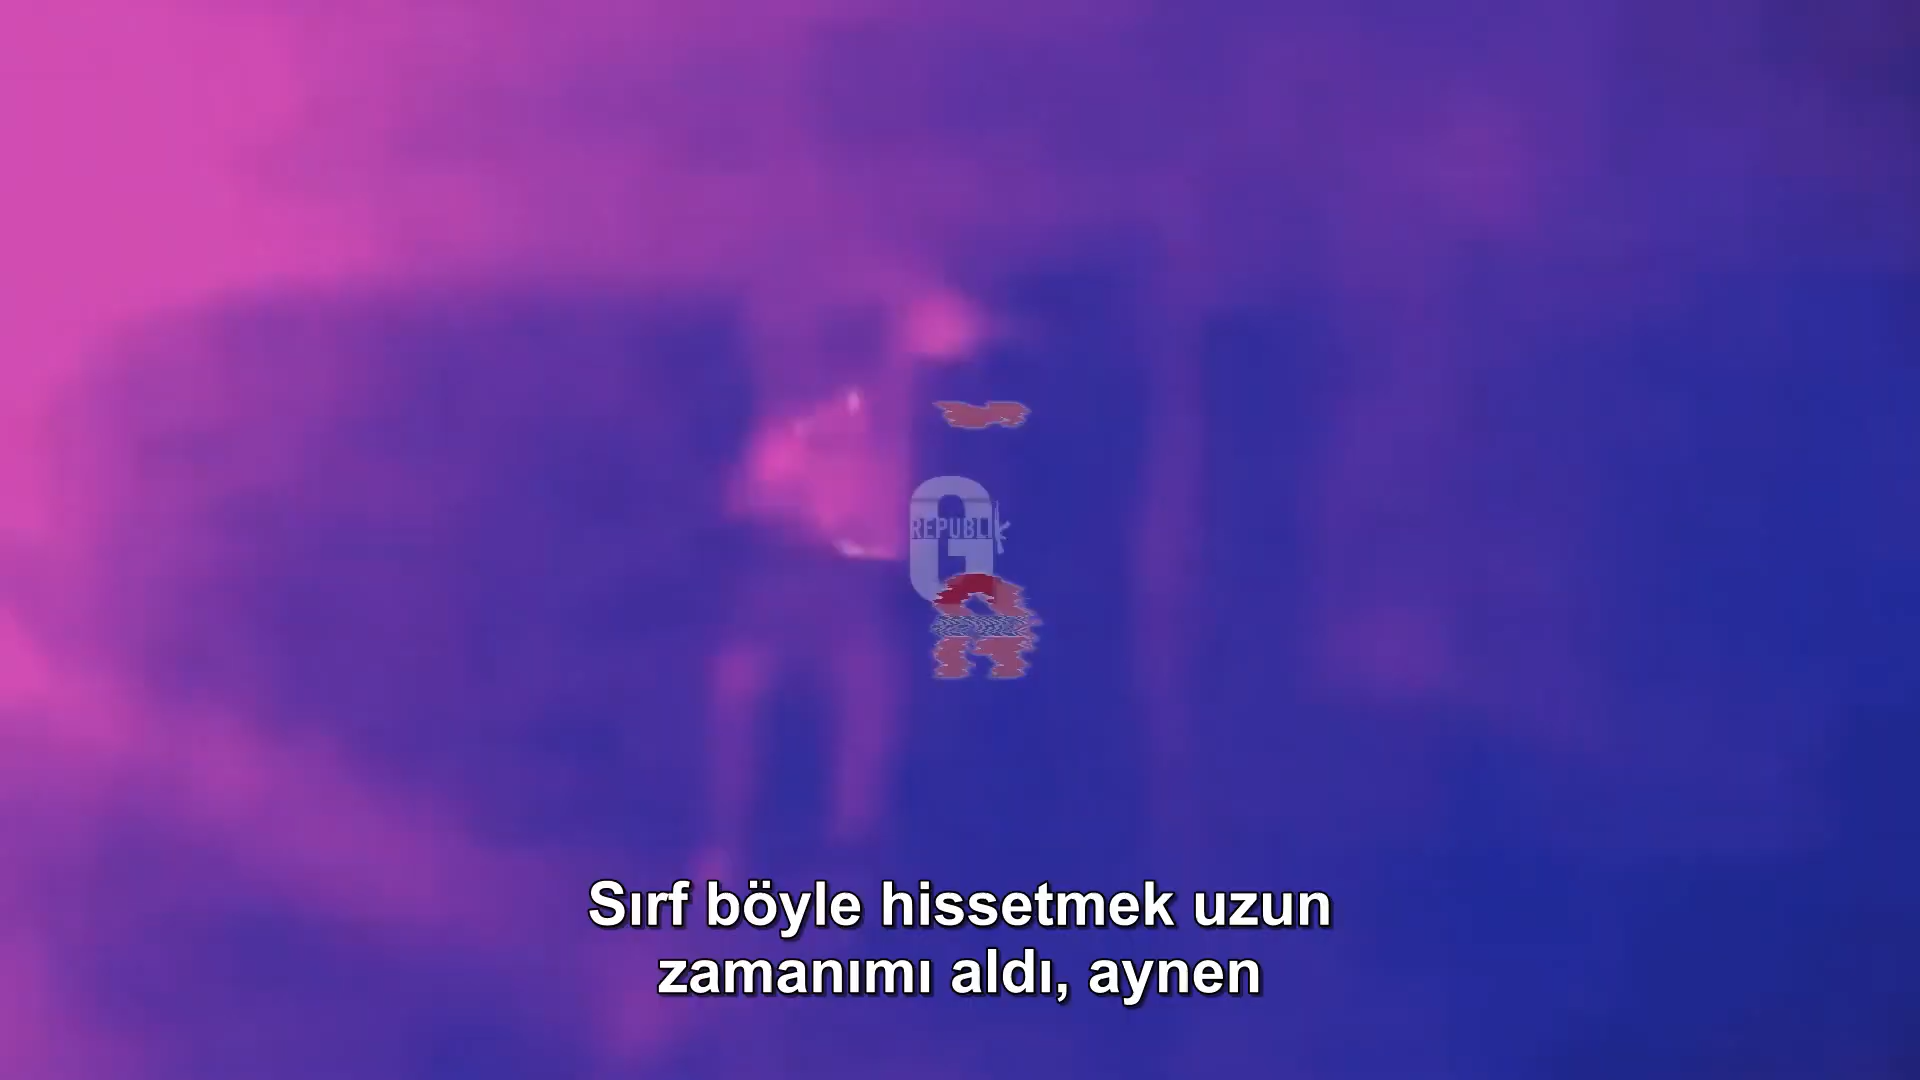 G
REPUBLIK
Sırf böyle hissetmek uzun
zamanımı aldı, aynen